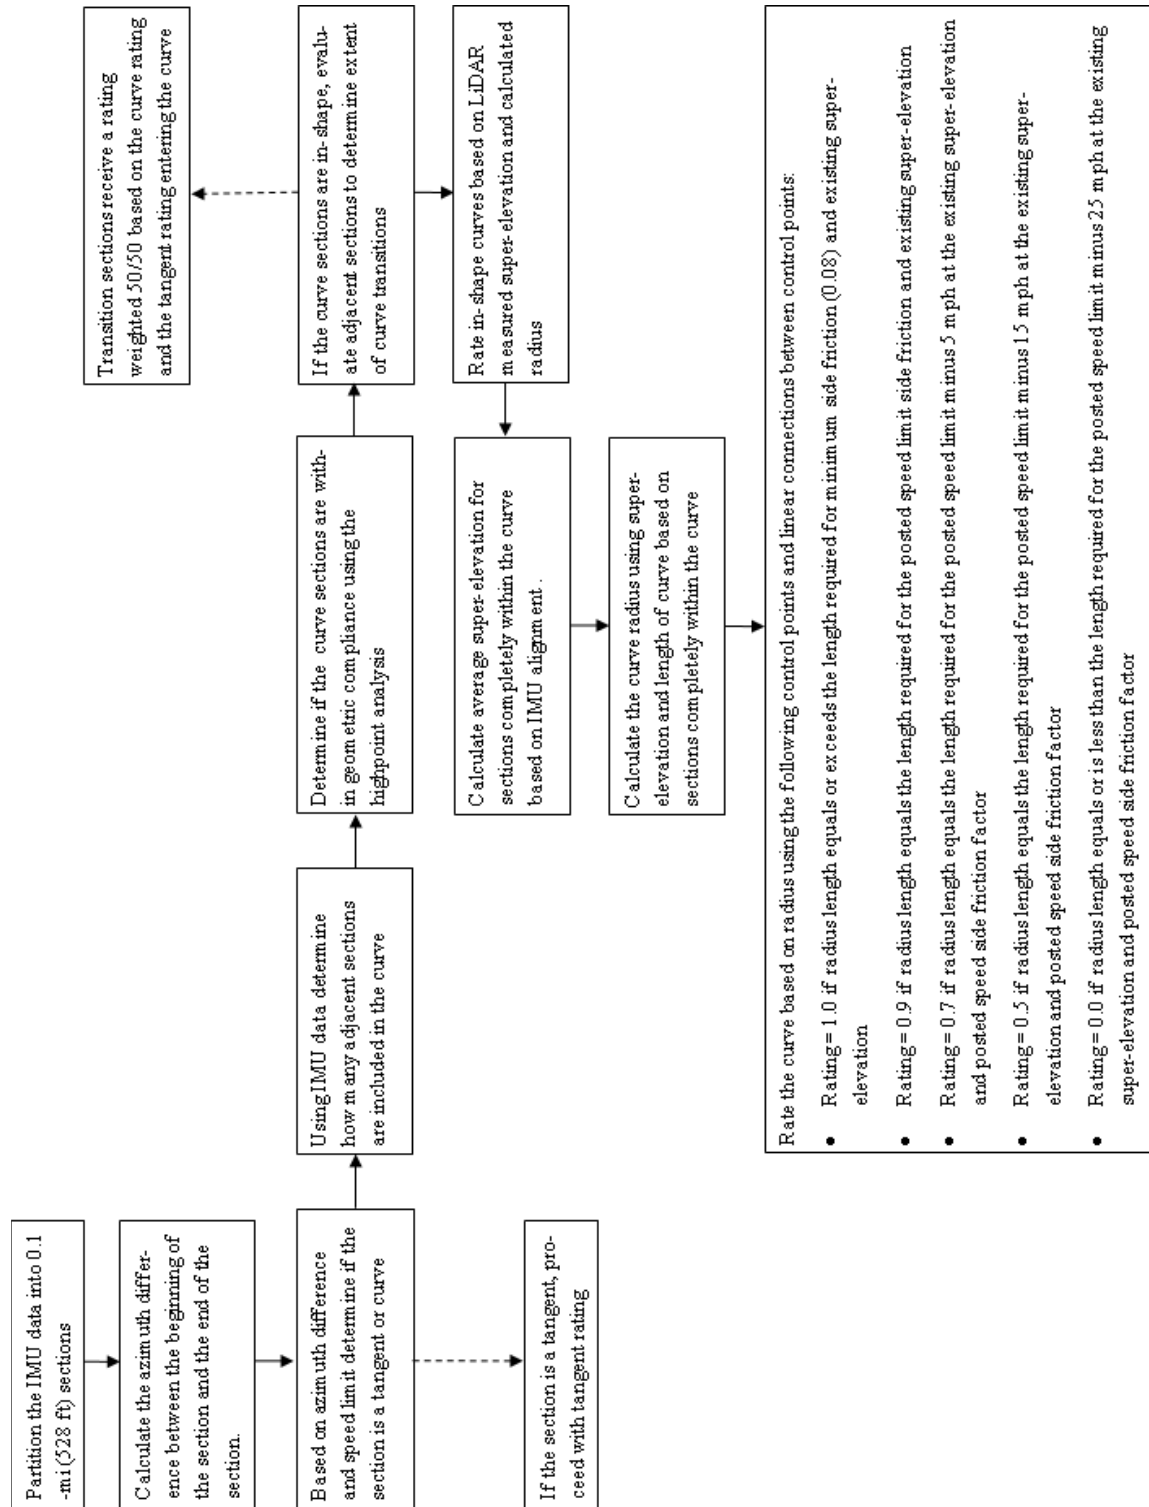 Partition the IMU data into 0.1
-mi (528 ft) sections
Calculate the azimuth differ-
ence between the beginning of
the section and the end of the
section.
Based on azimuth difference
and speed limit determine if the
section is a tangent or curve
If the section is a tangent, pro-
ceed with tangent rating
Using IMU data determine
how many adjacent sections
are included in the curve
Determine if the curve sections are with-
in geometric compliance using the
highpoint analysis
If the curve sections are in-shape, evalu-
ate adjacent sections to determine extent
of curve transitions
Transition sections receive a rating
weighted 50/50 based on the curve rating
and the tangent rating entering the curve
Rate in-shape curves based on LiDAR
measured super-elevation and calculated
radius
Calculate average super-elevation for
sections completely within the curve
based on IMU alignment .
Calculate the curve radius using super-
elevation and length of curve based on
sections completely within the curve
Rate the curve based on radius using the following control points and linear connections between control points:
• Rating = 1.0 if radius length equals or exceeds the length required for minimum side friction (0.08) and existing super-
elevation
• Rating = 0.9 if radius length equals the length required for the posted speed limit side friction and existing super-elevation
• Rating = 0.7 if radius length equals the length required for the posted speed limit minus 5 mph at the existing super-elevation
and posted speed side friction factor
• Rating = 0.5 if radius length equals the length required for the posted speed limit minus 15 mph at the existing super-
elevation and posted speed side friction factor
• Rating = 0.0 if radius length equals or is less than the length required for the posted speed limit minus 25 mph at the existing
super-elevation and posted speed side friction factor